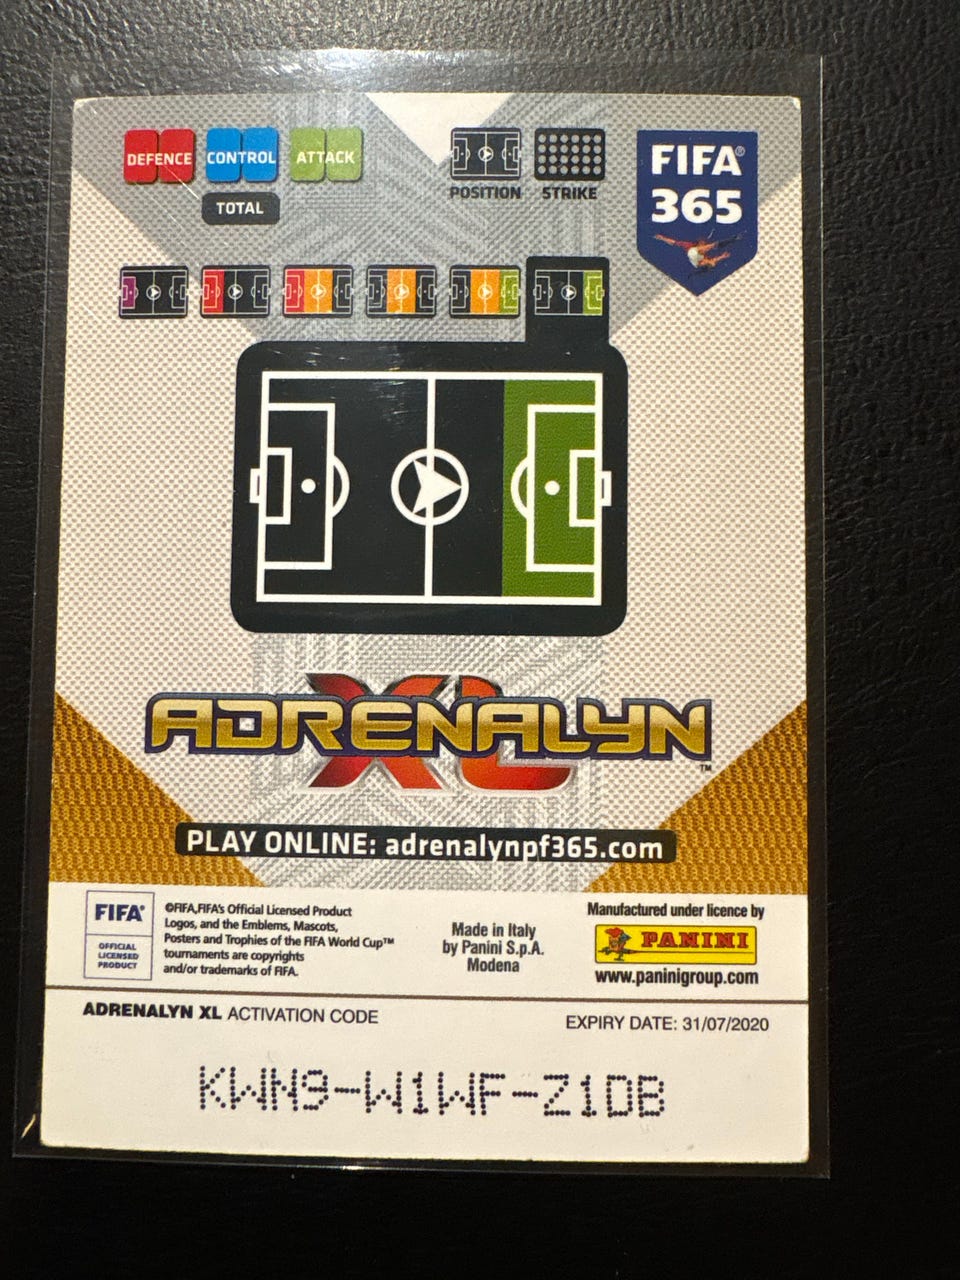 DEFENCE CONTROL ATTACK
TOTAL
POSITION STRIKE
FIFA®
365
ADRENALYN
XL
™
PLAY ONLINE: adrenalynpf365.com
FIFA®
OFFICIAL
LICENSED
PRODUCT
©FIFA,FIFA's Official Licensed Product
Logos, and the Emblems, Mascots,
Posters and Trophies of the FIFA World Cup™
tournaments are copyrights
and/or trademarks of FIFA.
Made in Italy
by Panini S.p.A.
Modena
Manufactured under licence by
PANINI
www.paninigroup.com
ADRENALYN XL ACTIVATION CODE
EXPIRY DATE: 31/07/2020
KWN9-W1WF-Z1DB